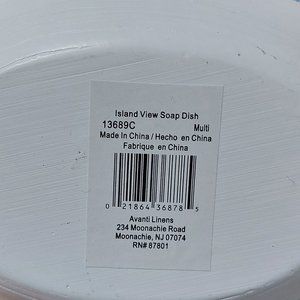 Island View Soap Dish
13689C Multi
Made In China / Hecho en China
Fabrique en China
0 21864 36878 5
Avanti Linens
234 Moonachie Road
Moonachie, NJ 07074
RN# 87801